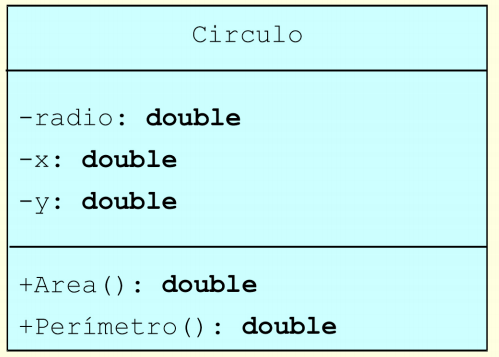 Circulo
-radio: double
-x: double
-y: double
+Area(): double
+Perímetro(): double